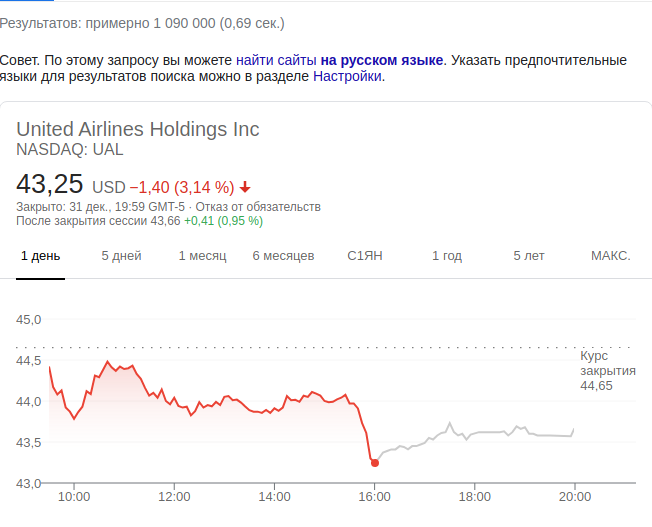 Результатов: примерно 1 090 000 (0,69 сек.)
Совет. По этому запросу вы можете найти сайты на русском языке. Указать предпочтительные
языки для результатов поиска можно в разделе Настройки.
United Airlines Holdings Inc
NASDAQ: UAL
43,25 USD −1,40 (3,14 %)
Закрыто: 31 дек., 19:59 GMT-5 · Отказ от обязательств
После закрытия сессии 43,66 +0,41 (0,95 %)
1 день 5 дней 1 месяц 6 месяцев С1ЯН 1 год 5 лет МАКС.
45,0
44,5
44,0
43,5
43,0
Курс
закрытия
44,65
10:00 12:00 14:00 16:00 18:00 20:00